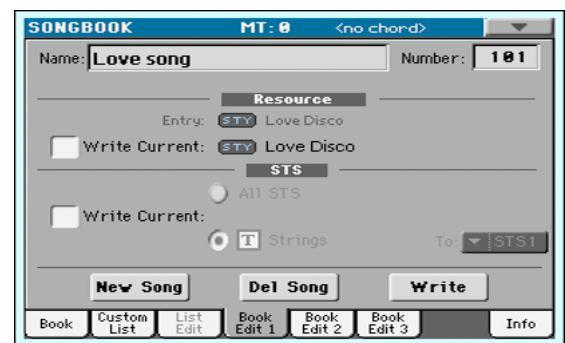 SONGBOOK MT: 0 <no chord>
Name: Love song Number: 101
Resource
Entry: STY Love Disco
Write Current: STY Love Disco
STS
All STS
Write Current:
T Strings To: STS1
New Song Del Song Write
Book Custom List List Edit Book Edit 1 Book Edit 2 Book Edit 3 Info